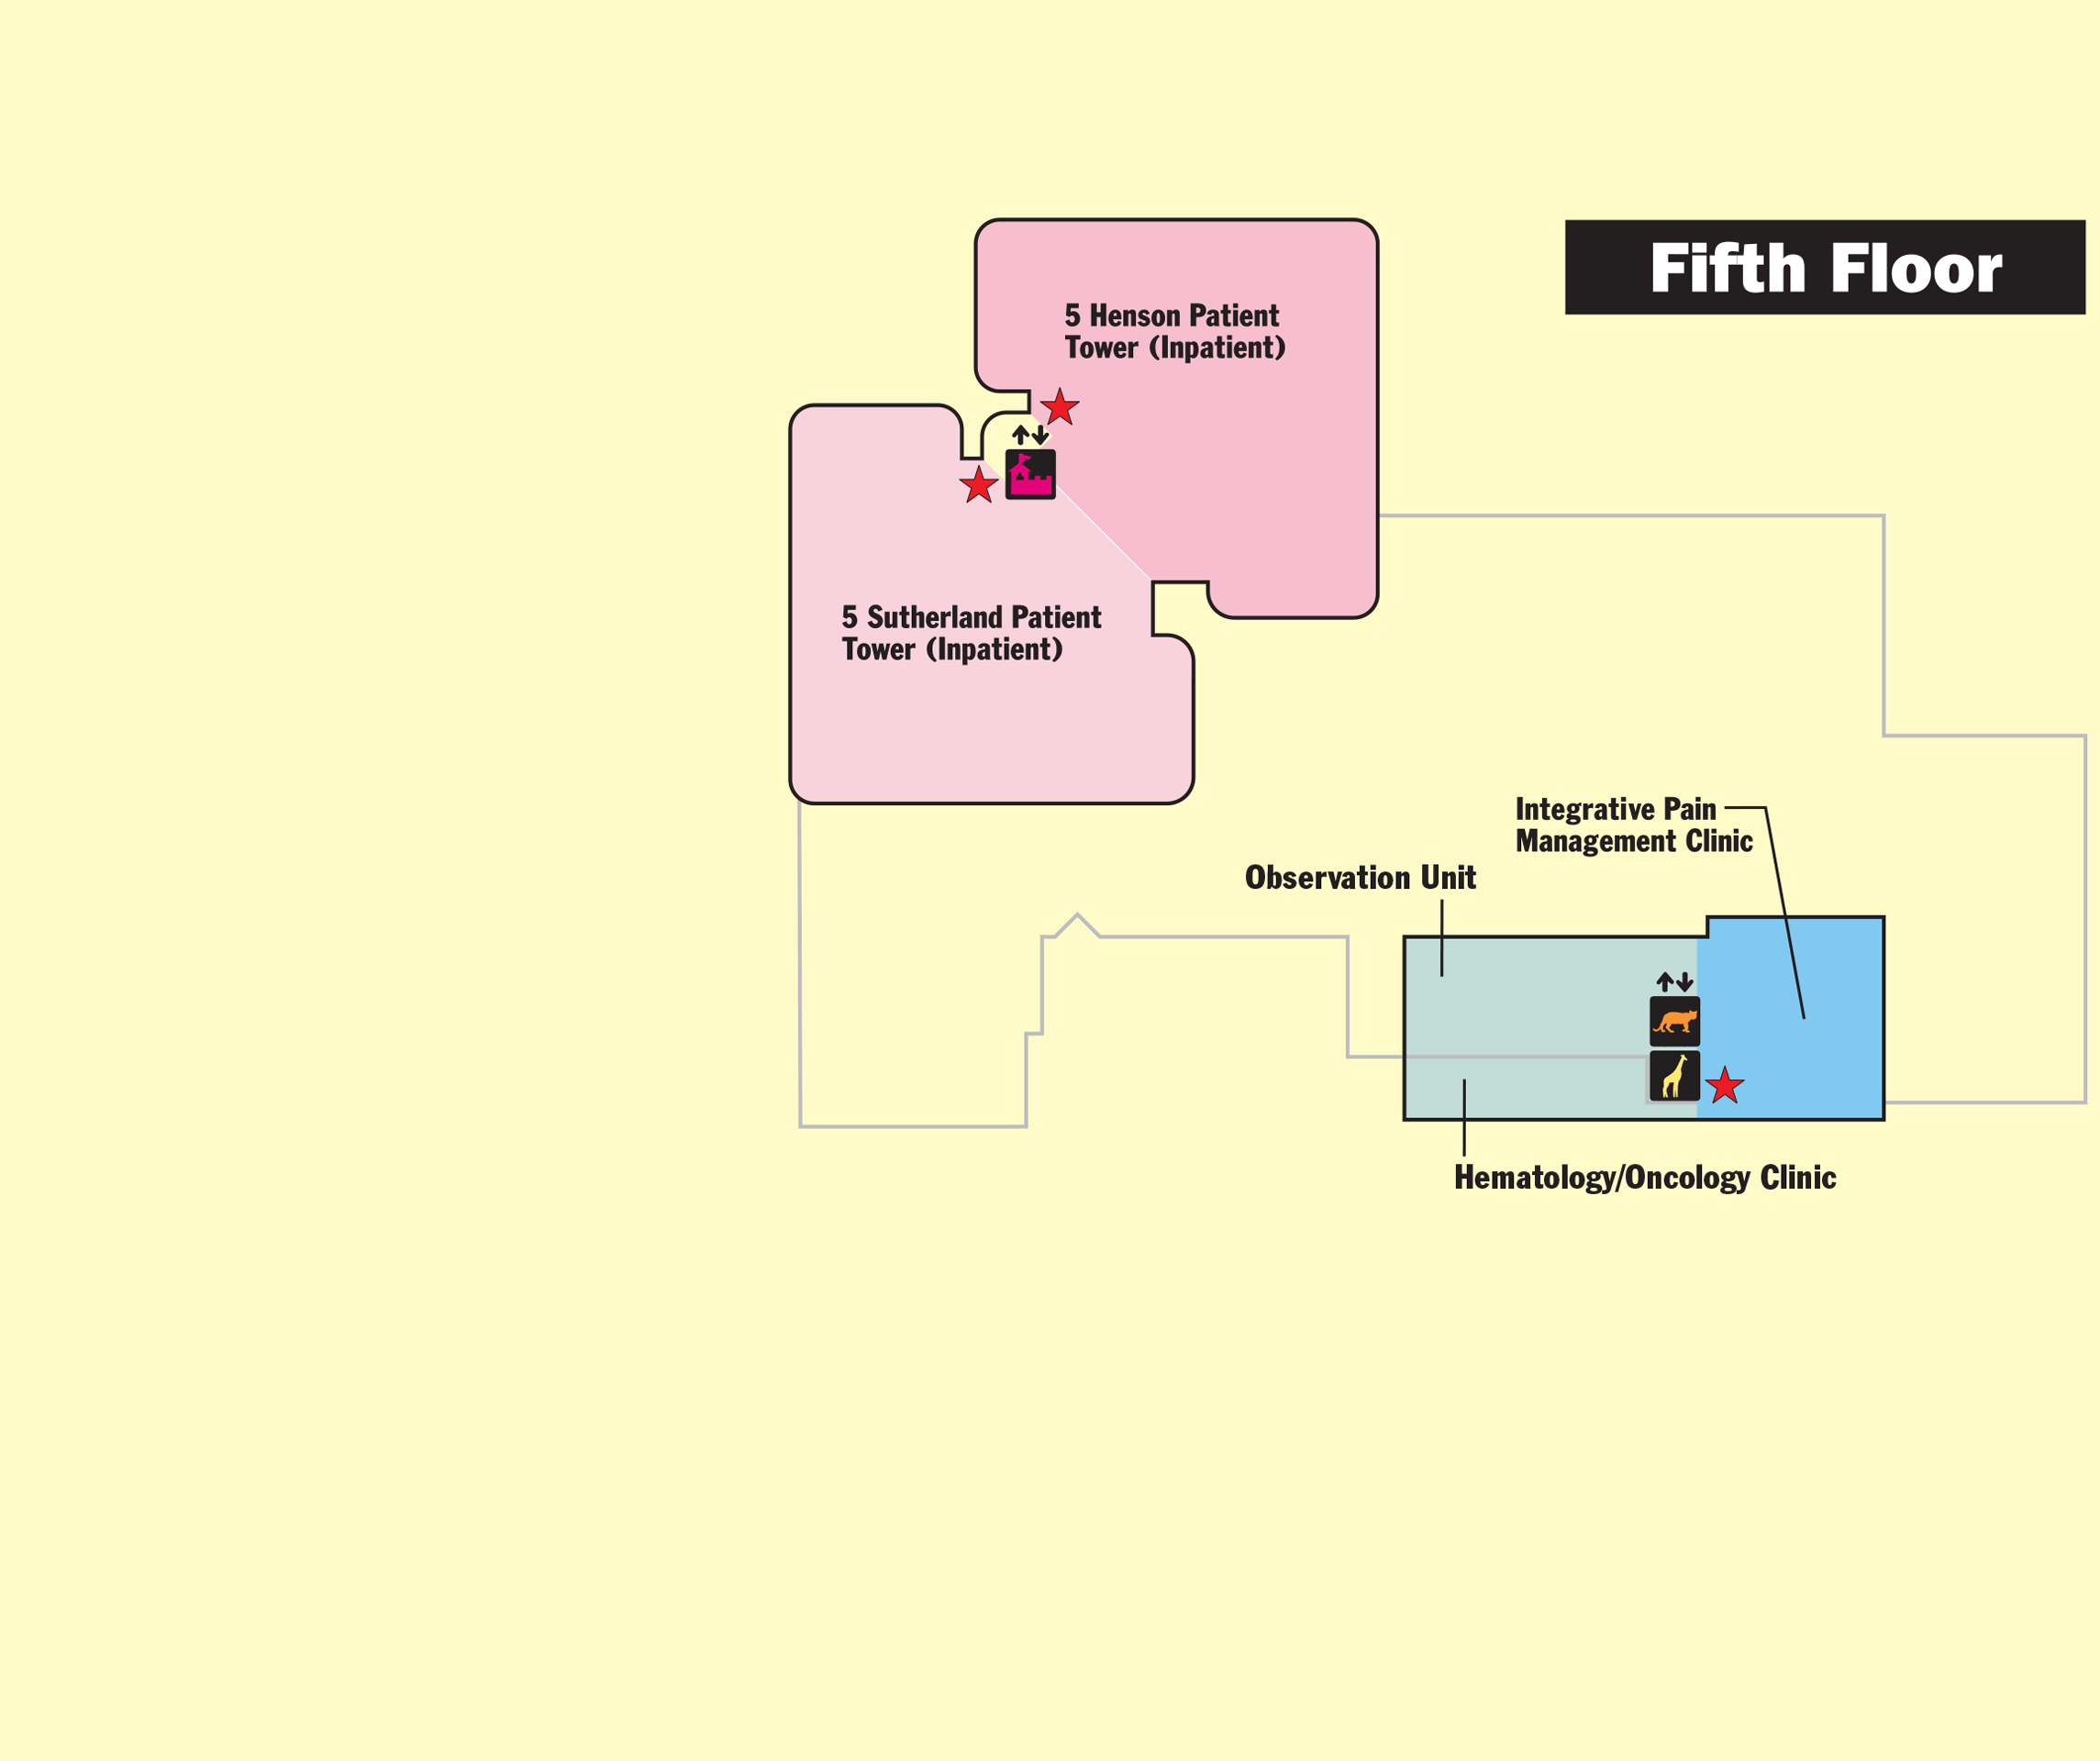 Fifth Floor
5 Henson Patient
Tower (Inpatient)
5 Sutherland Patient
Tower (Inpatient)
Integrative Pain
Management Clinic
Observation Unit
Hematology/Oncology Clinic